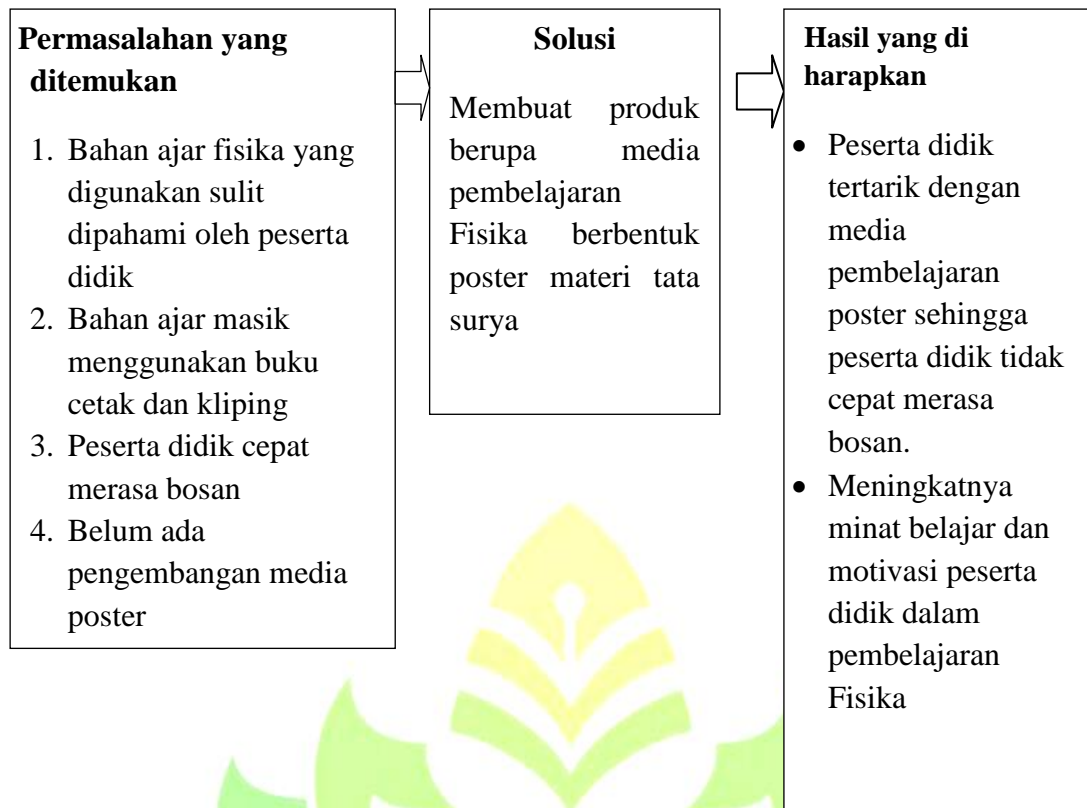 Permasalahan yang
ditemukan
1. Bahan ajar fisika yang
digunakan sulit
dipahami oleh peserta
didik
2. Bahan ajar masik
menggunakan buku
cetak dan kliping
3. Peserta didik cepat
merasa bosan
4. Belum ada
pengembangan media
poster
Solusi
Membuat produk
berupa media
pembelajaran
Fisika berbentuk
poster materi tata
surya
Hasil yang di
harapkan
• Peserta didik
tertarik dengan
media
pembelajaran
poster sehingga
peserta didik tidak
cepat merasa
bosan.
• Meningkatnya
minat belajar dan
motivasi peserta
didik dalam
pembelajaran
Fisika